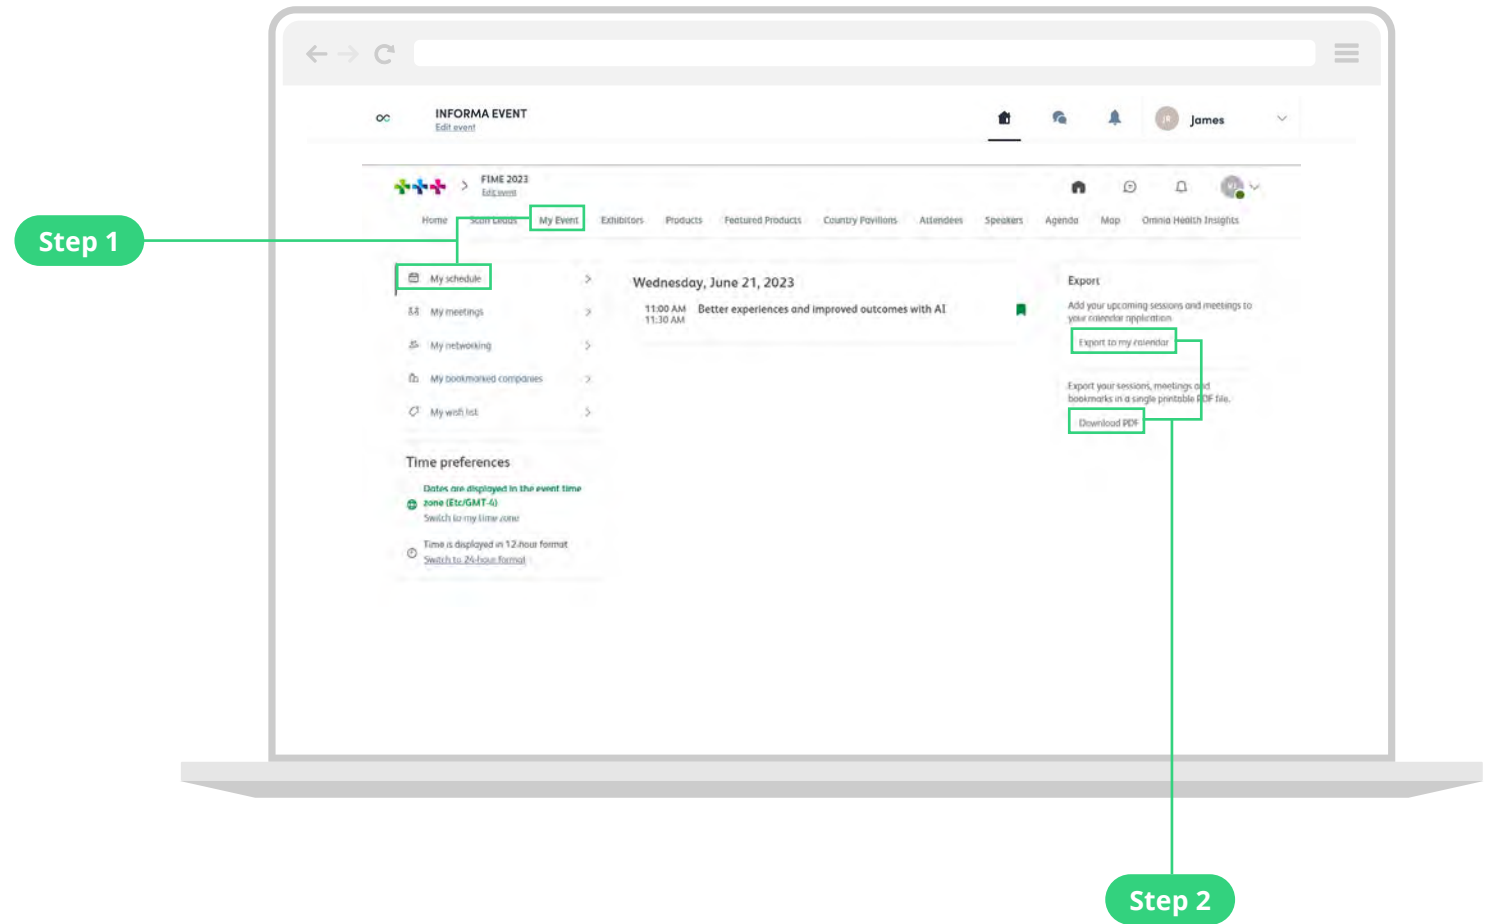 INFORMA EVENT
Edit event
JR
James
FIME 2023
Edit event
Home Scan Leads My Event Exhibitors Products Featured Products Country Pavilions Attendees Speakers Agenda Map Omnia Health Insights
Step 1
My schedule
My meetings
My networking
My bookmarked companies
My wish list
Time preferences
Dates are displayed in the event time
zone (Etc/GMT-4)
Switch to my time zone
Time is displayed in 12-hour format
Switch to 24-hour format
Wednesday, June 21, 2023
11:00 AM Better experiences and improved outcomes with AI
11:30 AM
Export
Add your upcoming sessions and meetings to
your calendar application.
Export to my calendar
Export your sessions, meetings and
bookmarks in a single printable PDF file.
Download PDF
Step 2